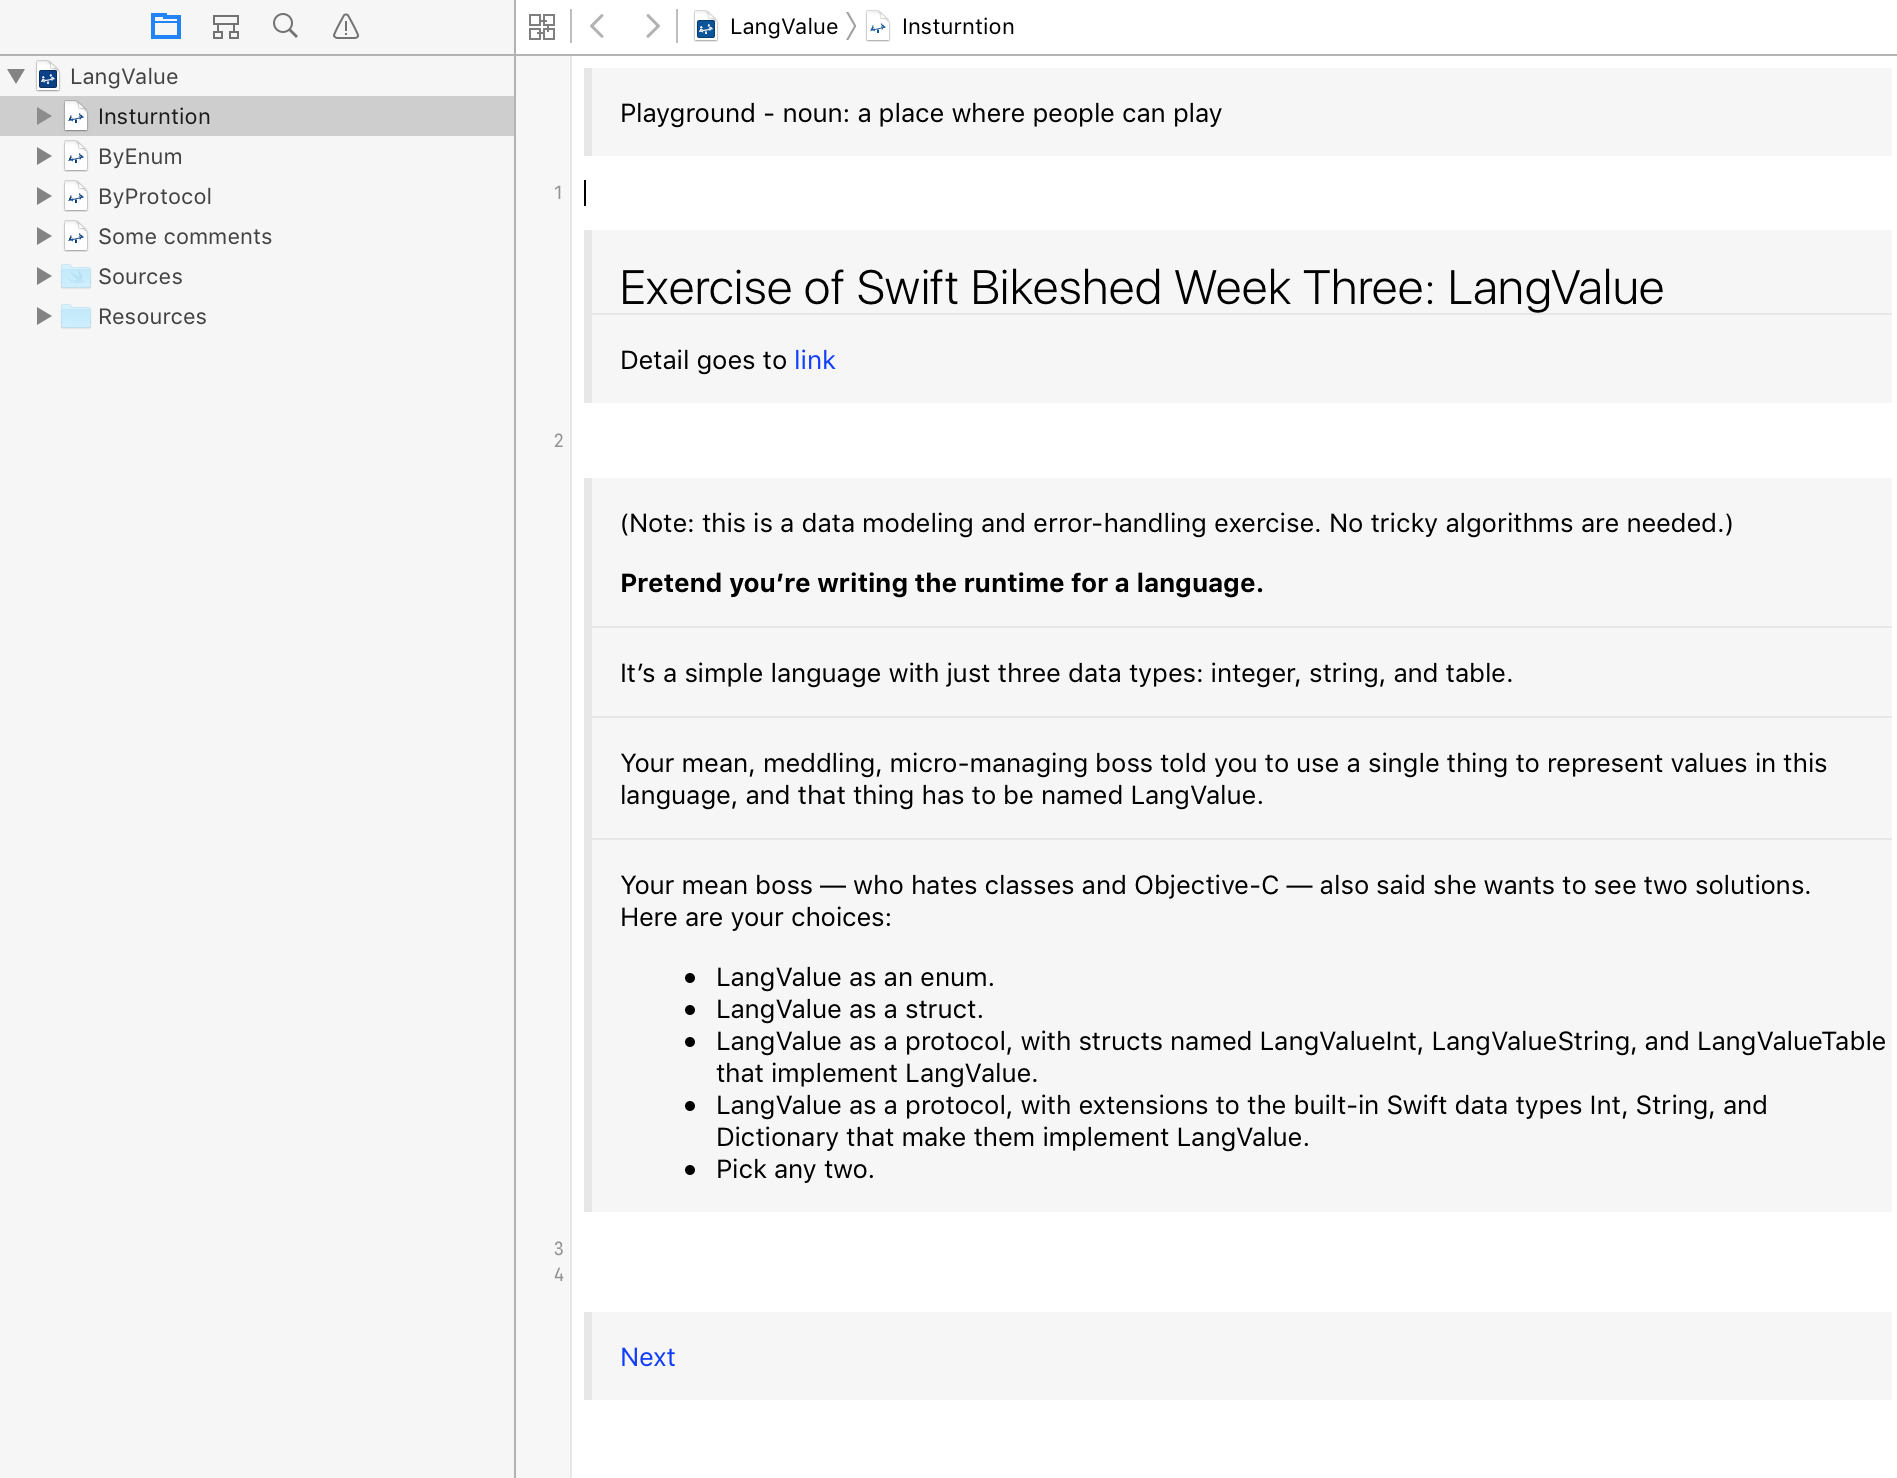 LangValue
Insturntion
ByEnum
ByProtocol
Some comments
Sources
Resources
LangValue
Insturntion
Playground - noun: a place where people can play
1
Exercise of Swift Bikeshed Week Three: LangValue
Detail goes to link
2
(Note: this is a data modeling and error-handling exercise. No tricky algorithms are needed.)
Pretend you’re writing the runtime for a language.
It’s a simple language with just three data types: integer, string, and table.
Your mean, meddling, micro-managing boss told you to use a single thing to represent values in this
language, and that thing has to be named LangValue.
Your mean boss — who hates classes and Objective-C — also said she wants to see two solutions.
Here are your choices:
• LangValue as an enum.
• LangValue as a struct.
• LangValue as a protocol, with structs named LangValueInt, LangValueString, and LangValueTable
that implement LangValue.
• LangValue as a protocol, with extensions to the built-in Swift data types Int, String, and
Dictionary that make them implement LangValue.
• Pick any two.
3
4
Next